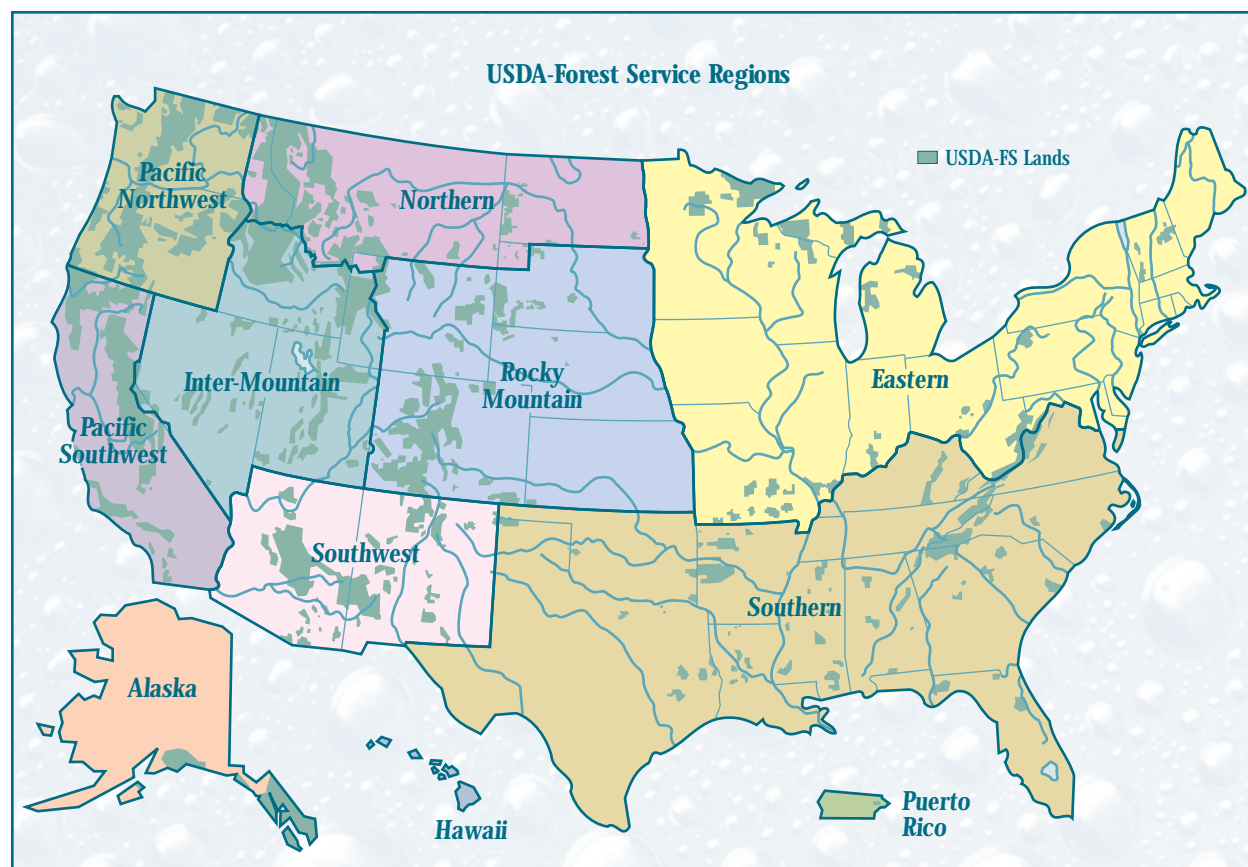 USDA-Forest Service Regions
USDA-FS Lands
Pacific
Northwest
Northern
Inter-Mountain
Rocky
Mountain
Eastern
Pacific
Southwest
Southwest
Southern
Alaska
Hawaii
Puerto
Rico